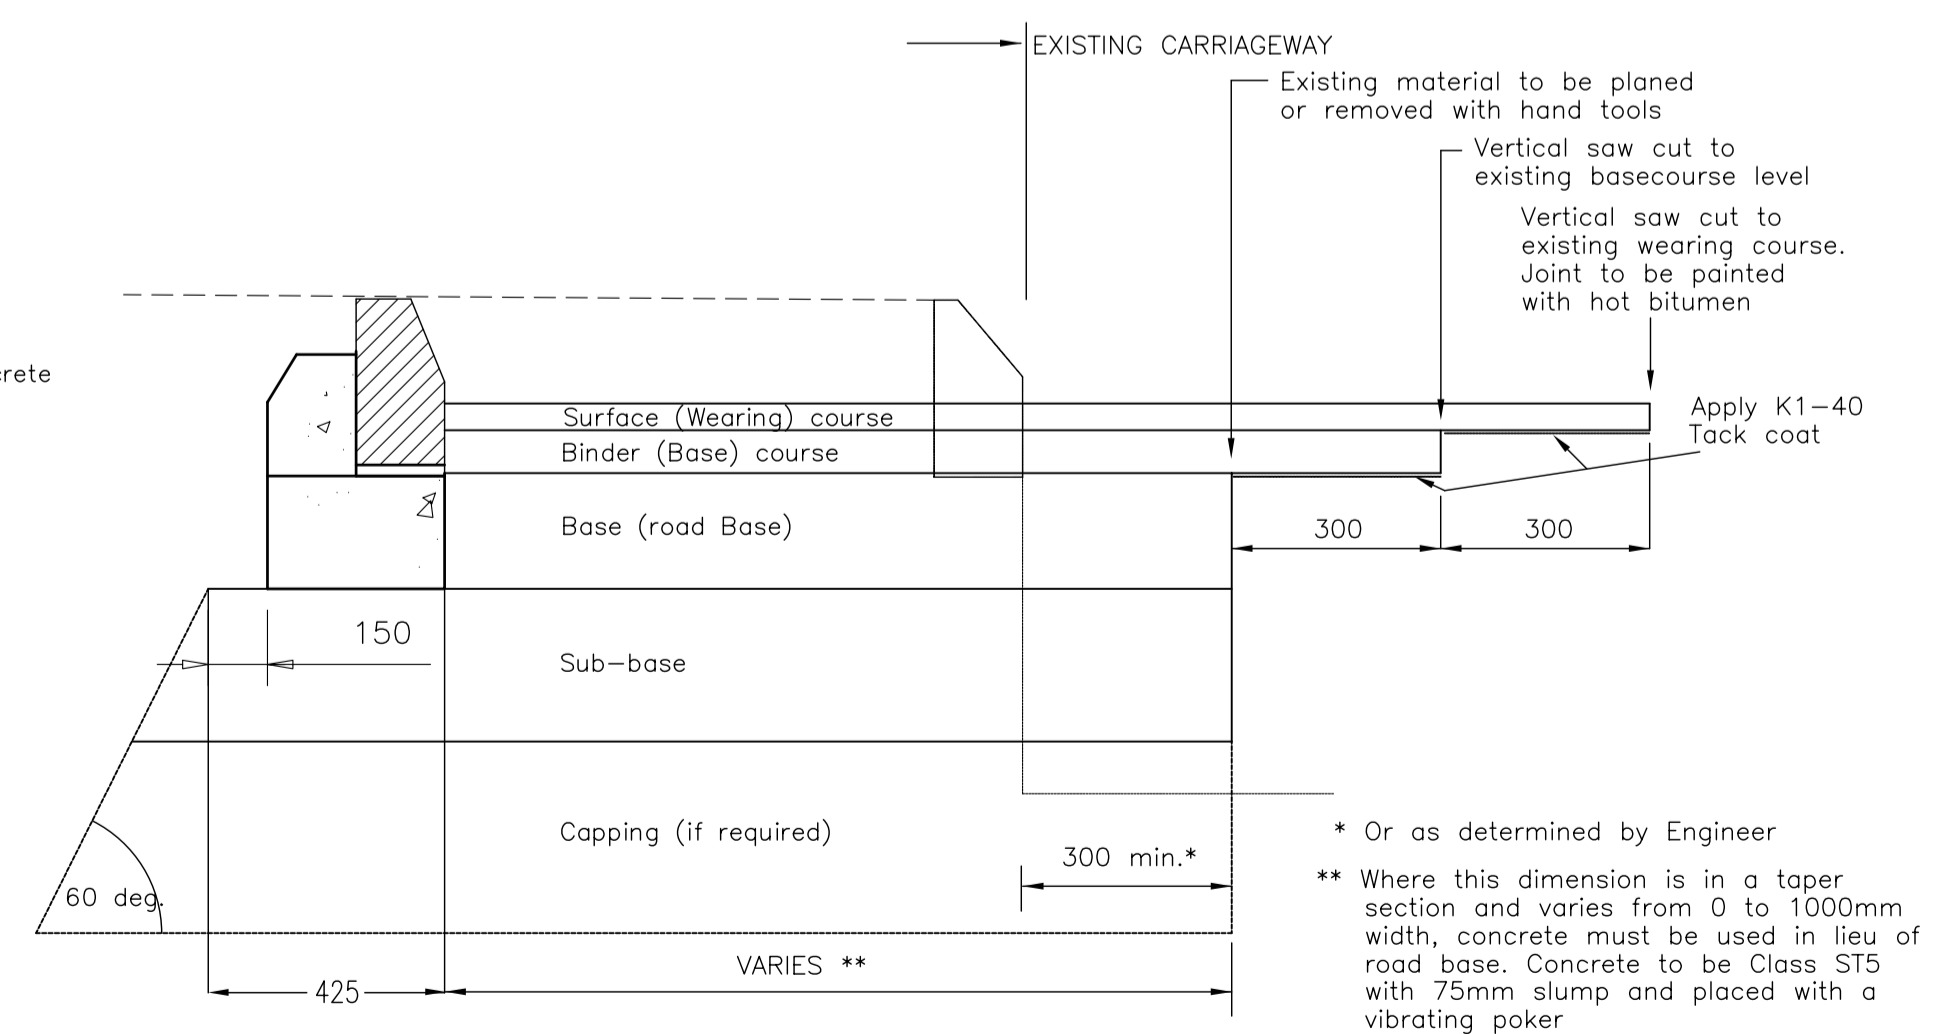 EXISTING CARRIAGEWAY
Existing material to be planed
or removed with hand tools
Vertical saw cut to
existing basecourse level
Vertical saw cut to
existing wearing course.
Joint to be painted
with hot bitumen
rete
Surface (Wearing) course
Binder (Base) course
Apply K1-40
Tack coat
Base (road Base)
300
300
150
Sub-base
Capping (if required)
300 min.*
60 deg.
VARIES **
425
* Or as determined by Engineer
** Where this dimension is in a taper
section and varies from 0 to 1000mm
width, concrete must be used in lieu of
road base. Concrete to be Class ST5
with 75mm slump and placed with a
vibrating poker